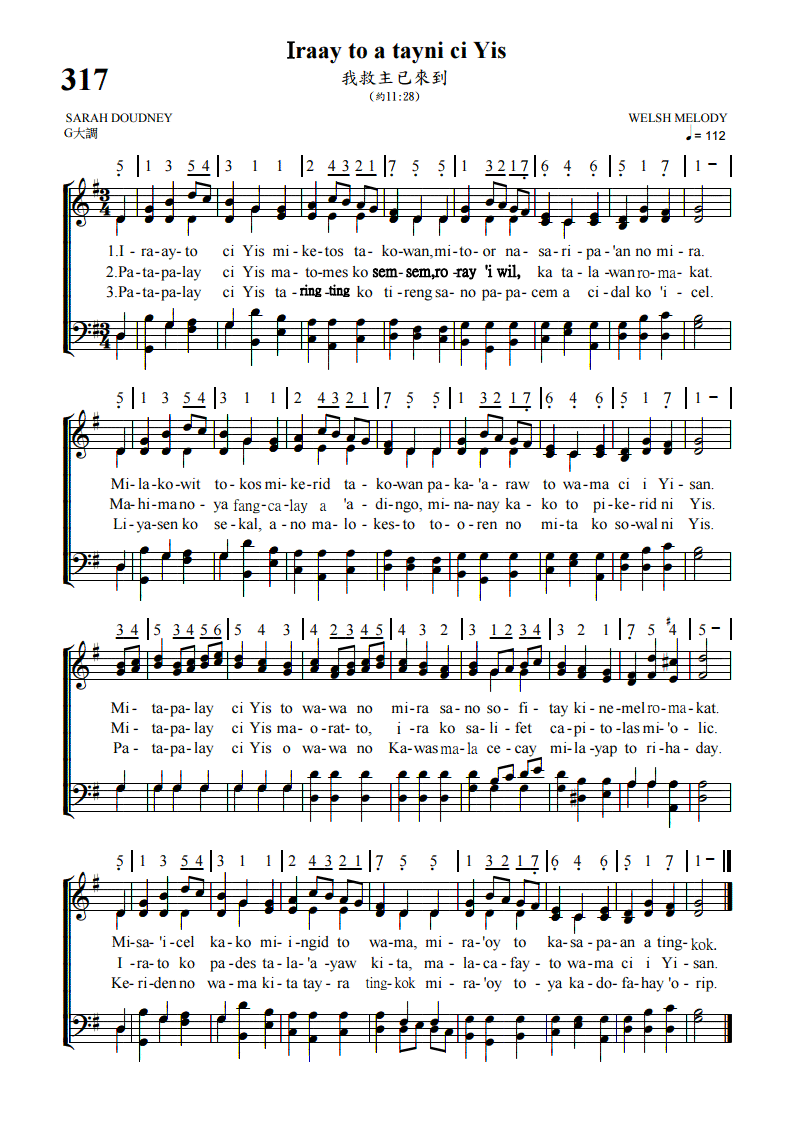 Iraay to a tayni ci Yis
317
我救主已來到
(約11:28)
SARAH DOUDNEY
WELSH MELODY
G大調
♩ = 112
5 | 1 3 5 4 | 3 1 1 | 2 4 3 2 1 | 7 5 5 | 1 3 2 1 7 | 6 4 6 | 5 1 7 | 1 – |
3 4
1.I-raay-to ci Yis mi-ke-tos ta-ko-wan,mi-to-or na-sa-ri-pa-'an no mi-ra.
2.Pa-ta-pa-lay ci Yis ma-to-mes ko sem-sem,ro-ray 'i wil, ka ta-la-wan ro-ma-kat.
3.Pa-ta-pa-lay ci Yis ta-ring-ting ko ti-reng sa-no pa-pa-cem a ci-dal ko 'i-cel.
3 4
5 | 1 3 5 4 | 3 1 1 | 2 4 3 2 1 | 7 5 5 | 1 3 2 1 7 | 6 4 6 | 5 1 7 | 1 – |
Mi-la-ko-wit to-kos mi-ke-rid ta-ko-wan pa-ka-'a-raw to wa-ma ci i Yi-san.
Ma-hi-ma no-ya fang-ca-lay a 'a-di-ngo, mi-na-nay ka-ko to pi-ke-rid ni Yis.
Li-ya-sen ko se-kal, a-no ma-lo-kes-to to-o-ren no mi-ta ko so-wal ni Yis.
3 4 | 5 3 4 5 6 | 5 4 3 | 4 2 3 4 5 | 4 3 2 | 3 1 2 3 4 | 3 2 1 | 7 5 #4 | 5 – |
Mi-ta-pa-lay ci Yis to wa-wa no mi-ra sa-no so-fi-tay ki-ne-mel ro-ma-kat.
Mi-ta-pa-lay ci Yis ma-o-rat-to, i-ra ko sa-li-fet ca-pi-to-las mi-'o-lic.
Pa-ta-pa-lay ci Yis o wa-wa no Ka-was ma-la ce-cay mi-la-yap to ri-ha-day.
5 | 1 3 5 4 | 3 1 1 | 2 4 3 2 1 | 7 5 5 | 1 3 2 1 7 | 6 4 6 | 5 1 7 | 1 – ||
Mi-sa-'i-cel ka-ko mi-i-ngid to wa-ma, mi-ra-'oy to ka-sa-pa-an a ting-kok.
I-ra-to ko pa-des ta-la-'a-yaw ki-ta, ma-la-ca-fay-to wa-ma ci i Yi-san.
Ke-ri-den no wa-ma ki-ta tay-ra ting-kok mi-ra-'oy to-ya ka-do-fa-hay 'o-rip.